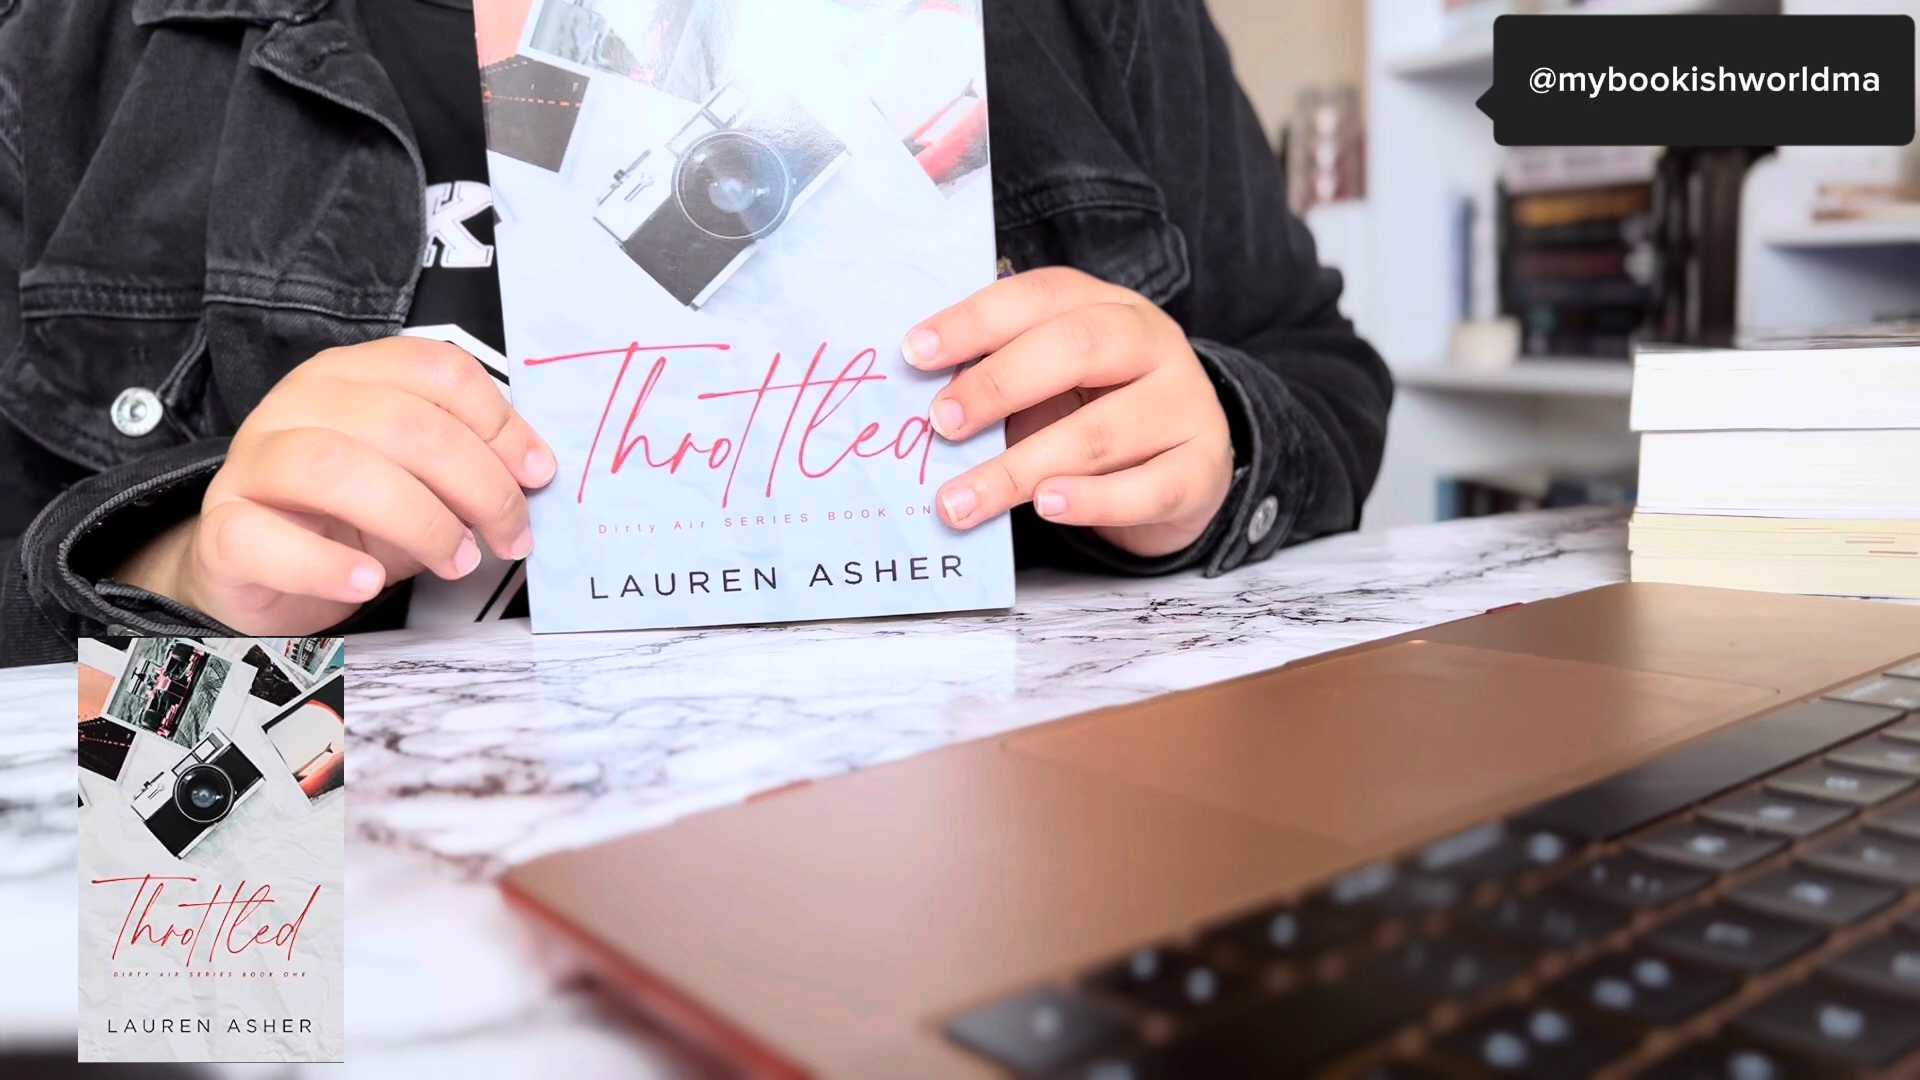 @mybookishworldma
K
Throttled
Dirty Air SERIES BOOK ON
LAUREN ASHER
Throttled
DIRTY AIR SERIES BOOK ONE
LAUREN ASHER